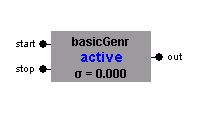 basicGenr
start
active
out
stop
σ = 0.000